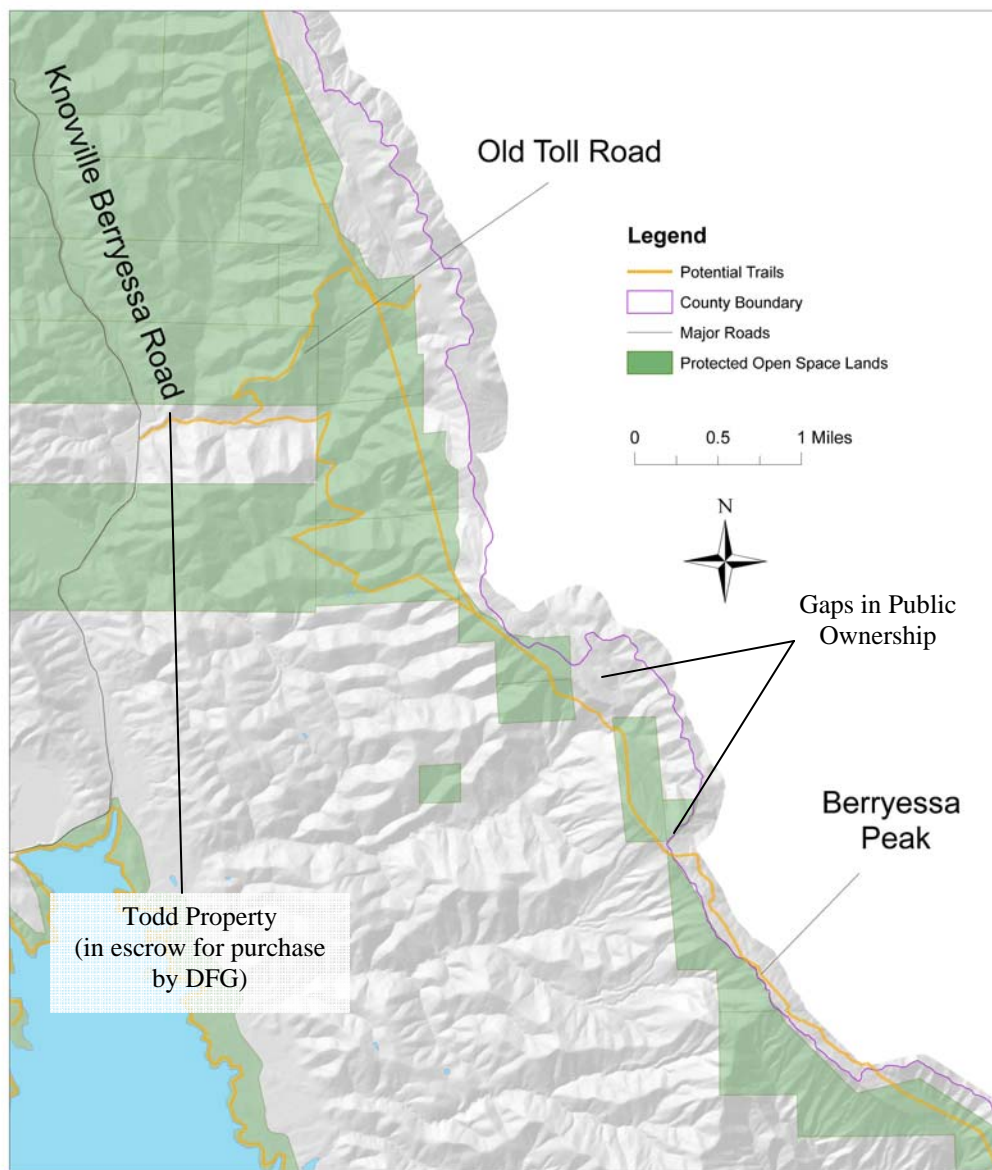 Knovville Berryessa Road
Old Toll Road
Legend
Potential Trails
County Boundary
Major Roads
Protected Open Space Lands
0 0.5 1 Miles
N
Gaps in Public
Ownership
Berryessa
Peak
Todd Property
(in escrow for purchase
by DFG)